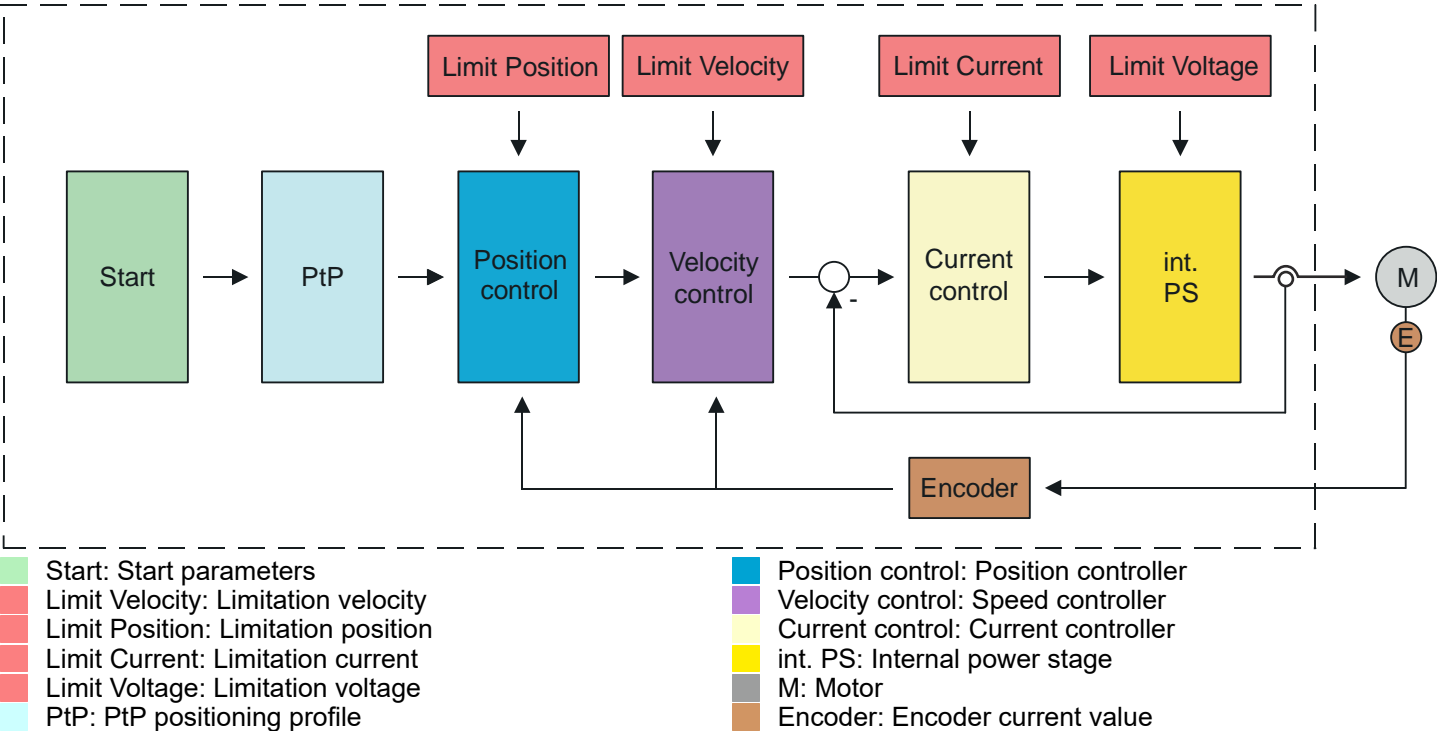 Limit Position
Limit Velocity
Limit Current
Limit Voltage
Start
PtP
Position
control
Velocity
control
-
Current
control
int.
PS
M
E
Encoder
Start: Start parameters
Limit Velocity: Limitation velocity
Limit Position: Limitation position
Limit Current: Limitation current
Limit Voltage: Limitation voltage
PtP: PtP positioning profile
Position control: Position controller
Velocity control: Speed controller
Current control: Current controller
int. PS: Internal power stage
M: Motor
Encoder: Encoder current value